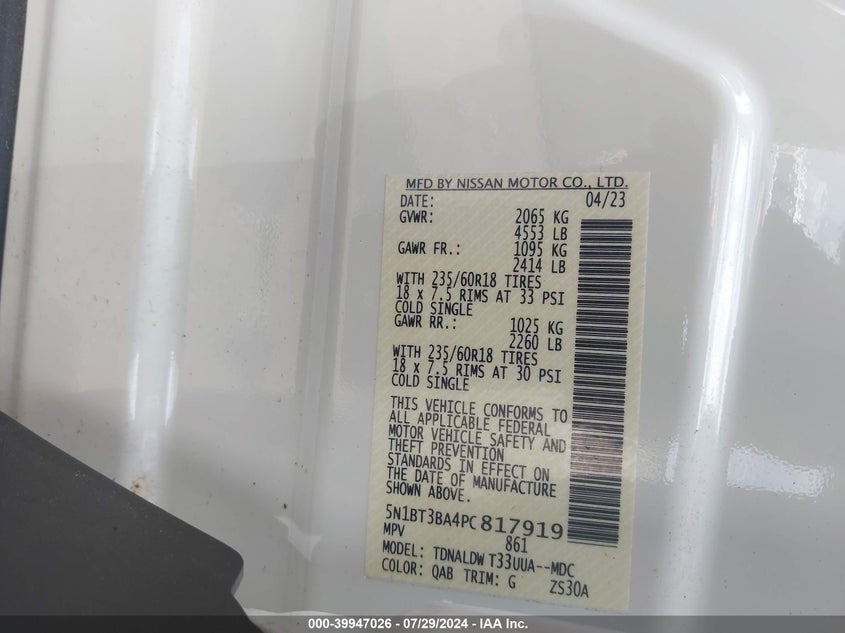 MFD BY NISSAN MOTOR CO., LTD.
DATE: 04/23
GVWR: 2065 KG
4553 LB
GAWR FR.: 1095 KG
2414 LB
WITH 235/60R18 TIRES
18 x 7.5 RIMS AT 33 PSI
COLD SINGLE
GAWR RR.: 1025 KG
2260 LB
WITH 235/60R18 TIRES
18 x 7.5 RIMS AT 30 PSI
COLD SINGLE
THIS VEHICLE CONFORMS TO
ALL APPLICABLE FEDERAL
MOTOR VEHICLE SAFETY AND
THEFT PREVENTION
STANDARDS IN EFFECT ON
THE DATE OF MANUFACTURE
SHOWN ABOVE.
5N1BT3BA4PC817919
MPV 861
MODEL: TDNALDW T33UUA--MDC
COLOR: QAB TRIM: G ZS30A
000-39947026 - 07/29/2024 - IAA Inc.